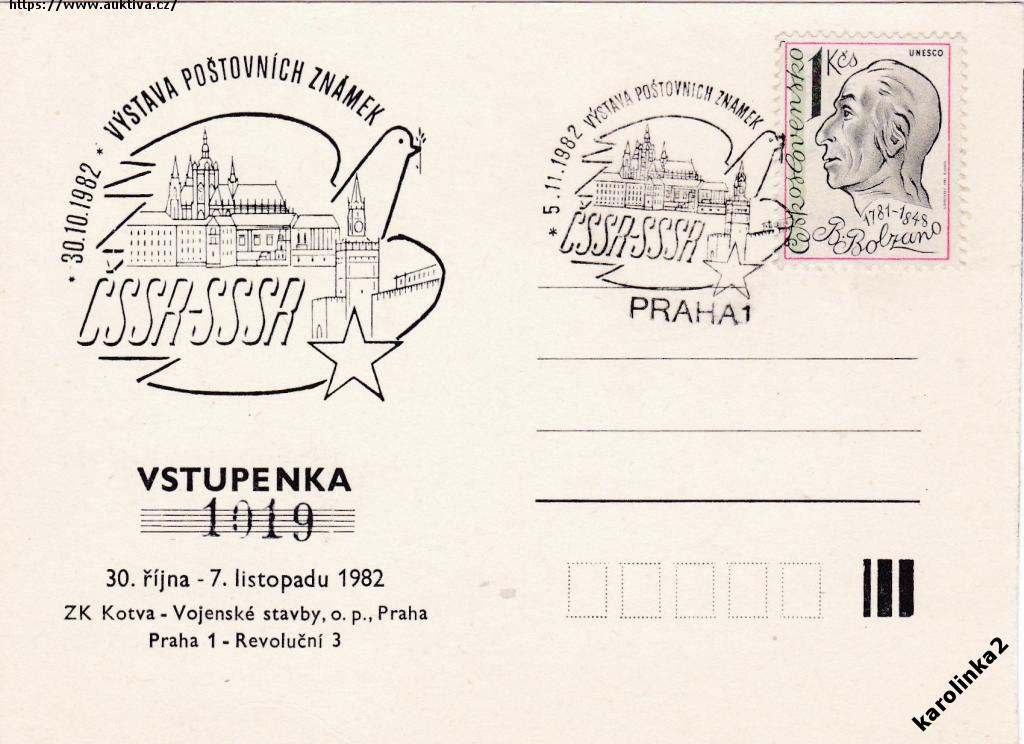 https://www.auktiva.cz/
* 30.10.1982 * VÝSTAVA POŠTOVNÍCH ZNÁMEK
ČSSR-SSSR
VSTUPENKA
1019
30. října - 7. listopadu 1982
ZK Kotva - Vojenské stavby, o. p., Praha
Praha 1 - Revoluční 3
* 5.11.1982 VÝSTAVA POŠTOVNÍCH ZNÁMEK
ČSSR-SSSR
PRAHA 1
Československo
1 Kčs
UNESCO
1781-1848
B Bolzano
karolinka2